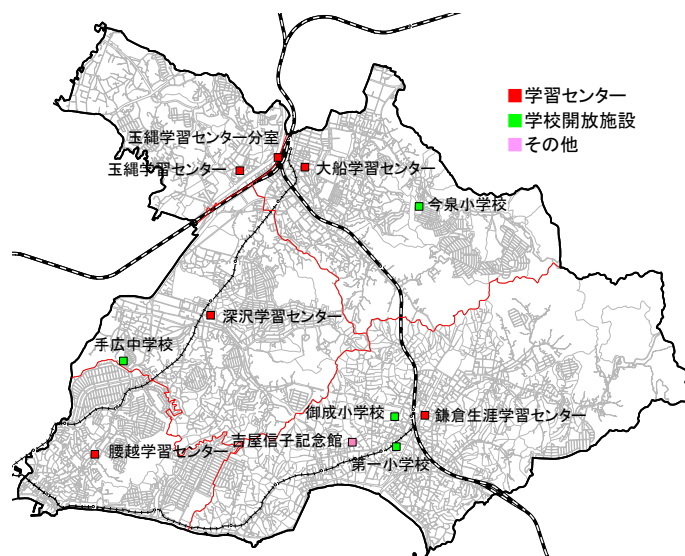 学習センター
学校開放施設
その他
玉縄学習センター分室
玉縄学習センター
大船学習センター
今泉小学校
深沢学習センター
手広中学校
御成小学校
鎌倉生涯学習センター
吉屋信子記念館
腰越学習センター
第一小学校